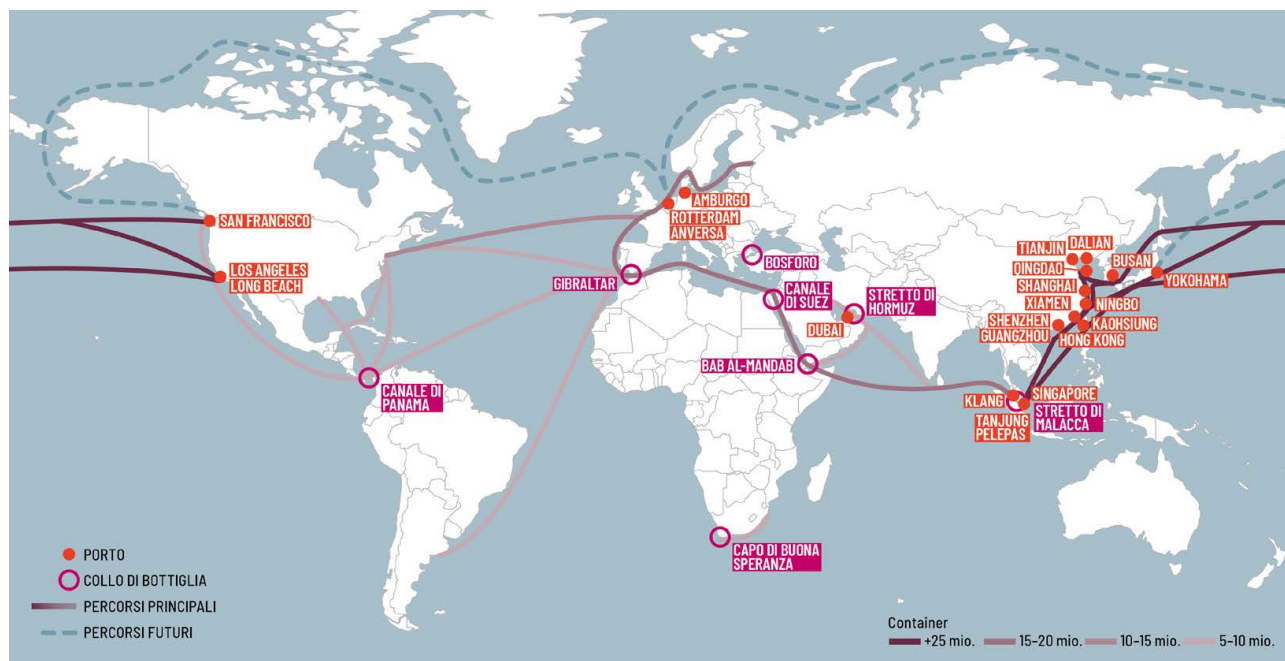 SAN FRANCISCO
LOS ANGELES
LONG BEACH
CANALE DI
PANAMA
AMBURGO
ROTTERDAM
ANVERSA
GIBILTRAR
BOSFORO
CANALE
DI SUEZ
STRETTO DI
HORMUZ
DUBAI
BAB AL-MANDAB
CAPO DI BUONA
SPERANZA
TIANJIN
DALIAN
QINGDAO
BUSAN
SHANGHAI
YOKOHAMA
XIAMEN
NINGBO
SHENZHEN
KAOHSIUNG
GUANGZHOU
HONG KONG
KLANG
SINGAPORE
TANJUNG
PELEPAS
STRETTO DI
MALACCA
PORTO
COLLO DI BOTTIGLIA
PERCORSI PRINCIPALI
PERCORSI FUTURI
Container
+25 mio.
15-20 mio.
10-15 mio.
5-10 mio.